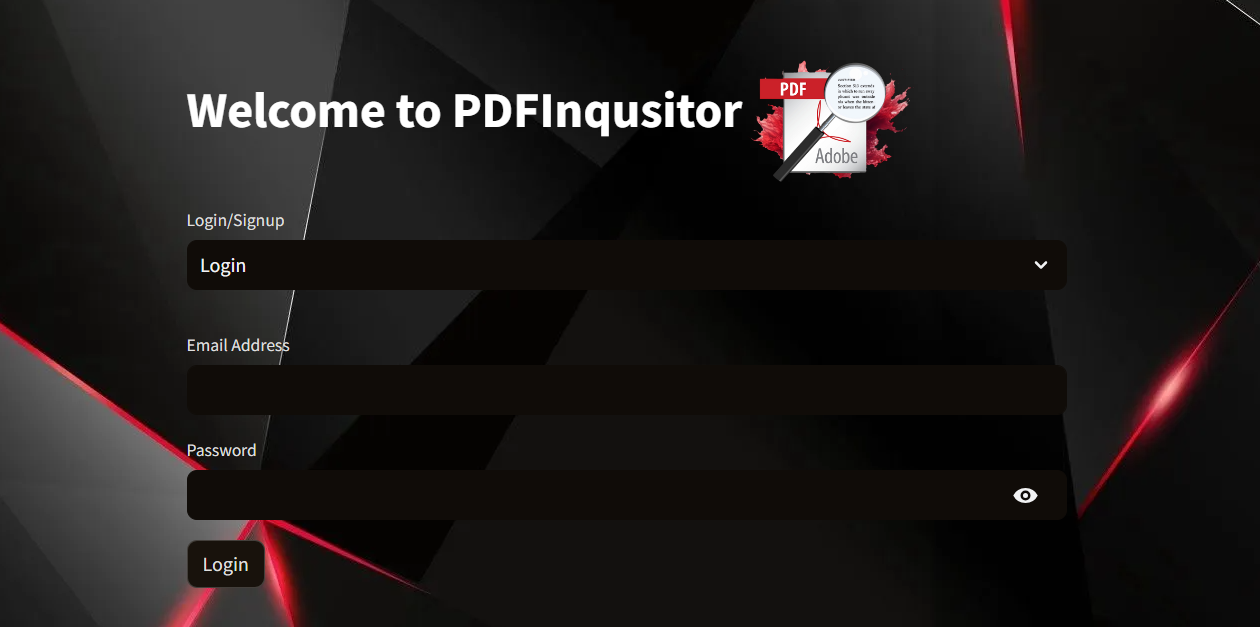 Welcome to PDFInqusitor
PDF
Adobe
Login/Signup
Login
Email Address
Password
Login